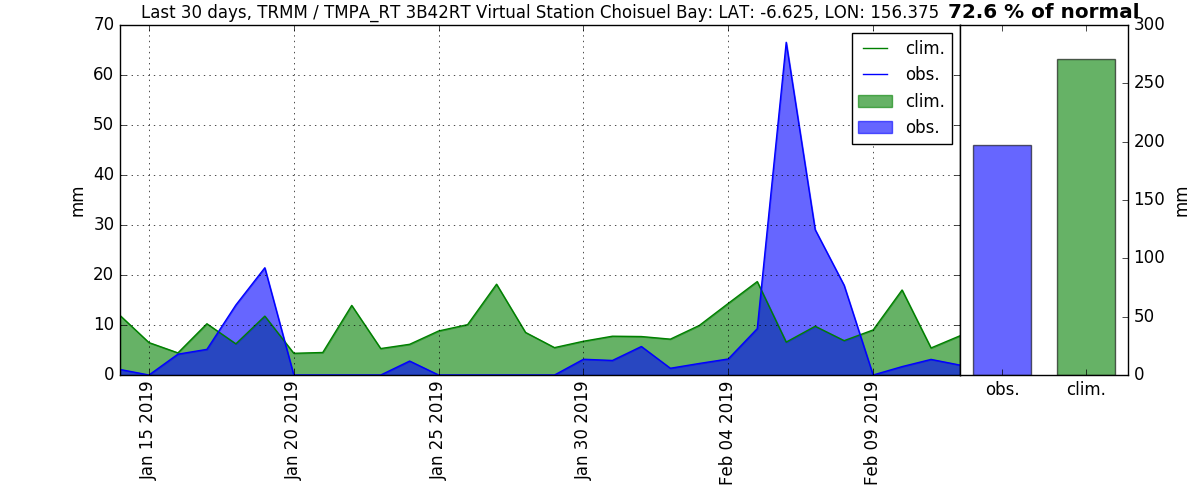 Last 30 days, TRMM / TMPA_RT 3B42RT Virtual Station Choisuel Bay: LAT: -6.625, LON: 156.375 72.6 % of normal
70
60
50
40
30
20
10
0
mm
clim.
obs.
clim.
obs.
Jan 15 2019
Jan 20 2019
Jan 25 2019
Jan 30 2019
Feb 04 2019
Feb 09 2019
300
250
200
150
100
50
0
mm
obs.
clim.